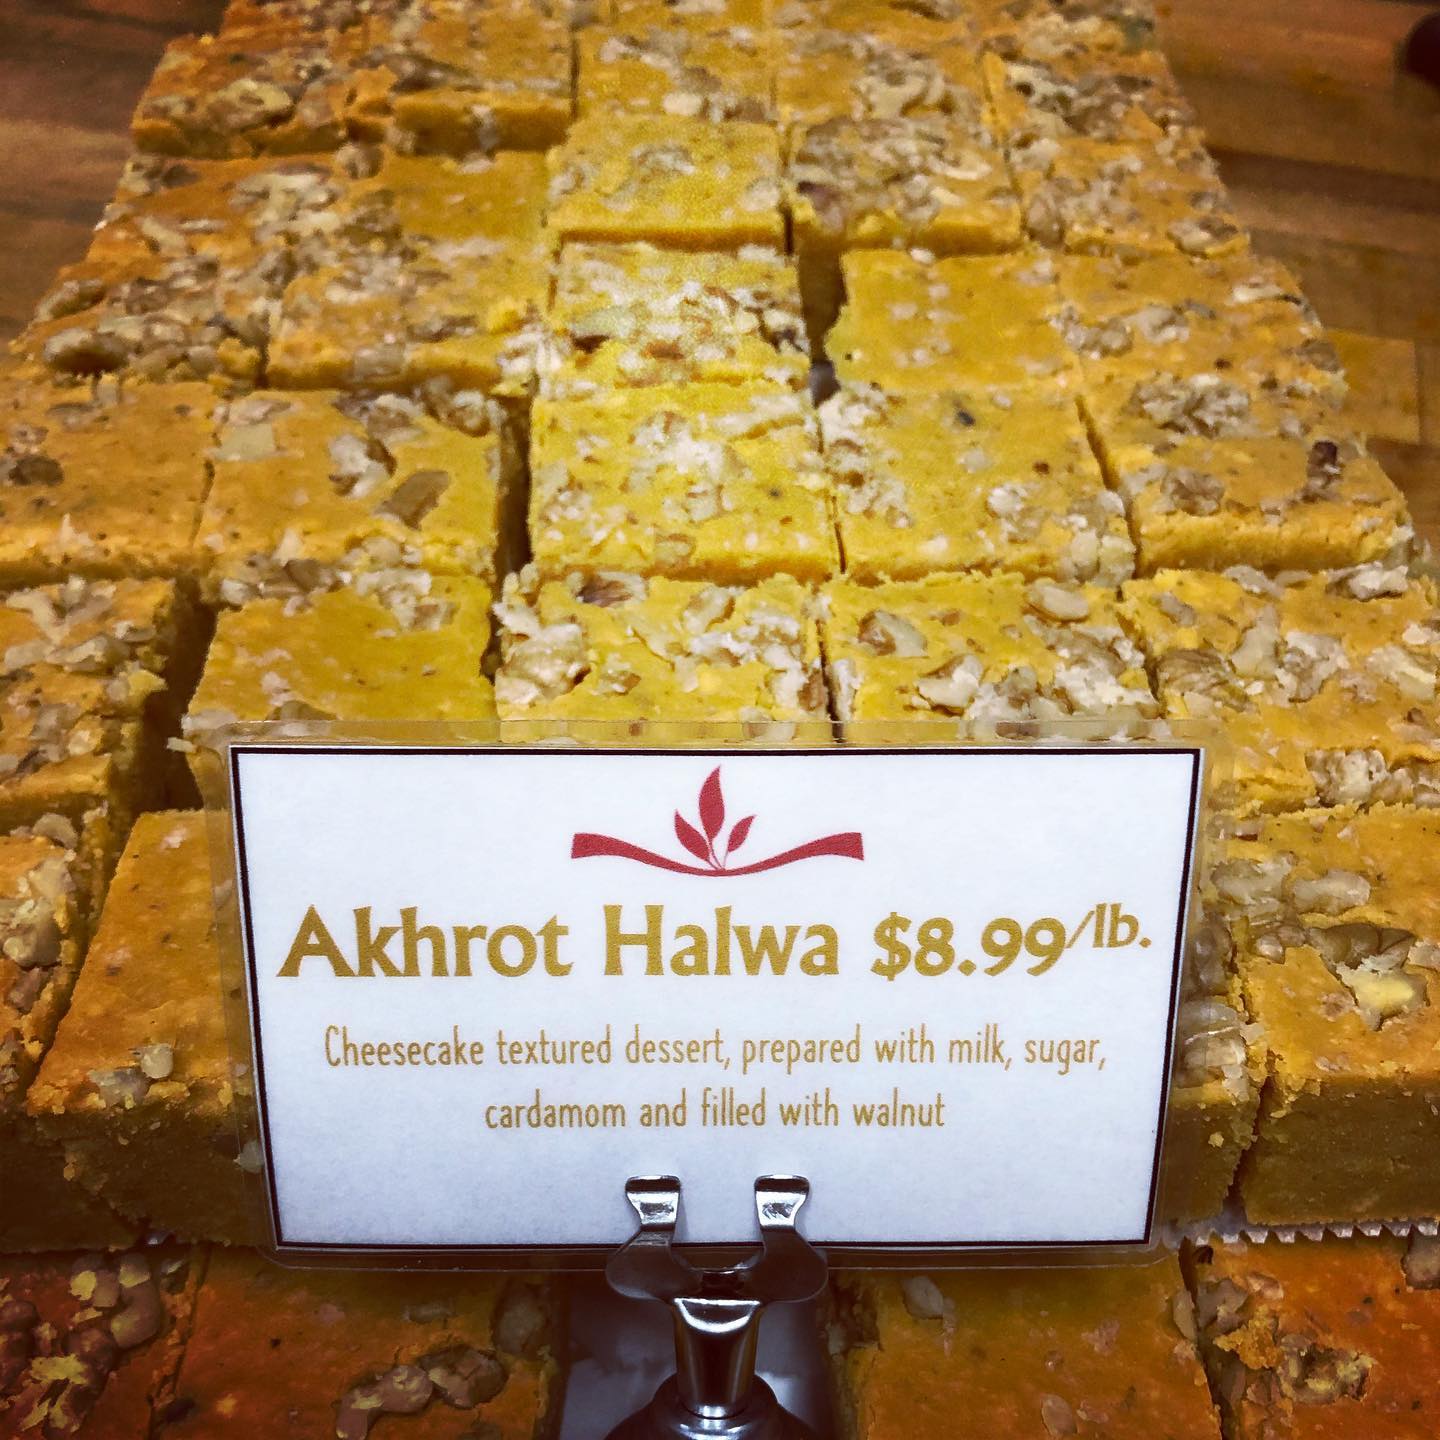 Akhrot Halwa $8.99/lb.
Cheesecake textured dessert, prepared with milk, sugar,
cardamom and filled with walnut